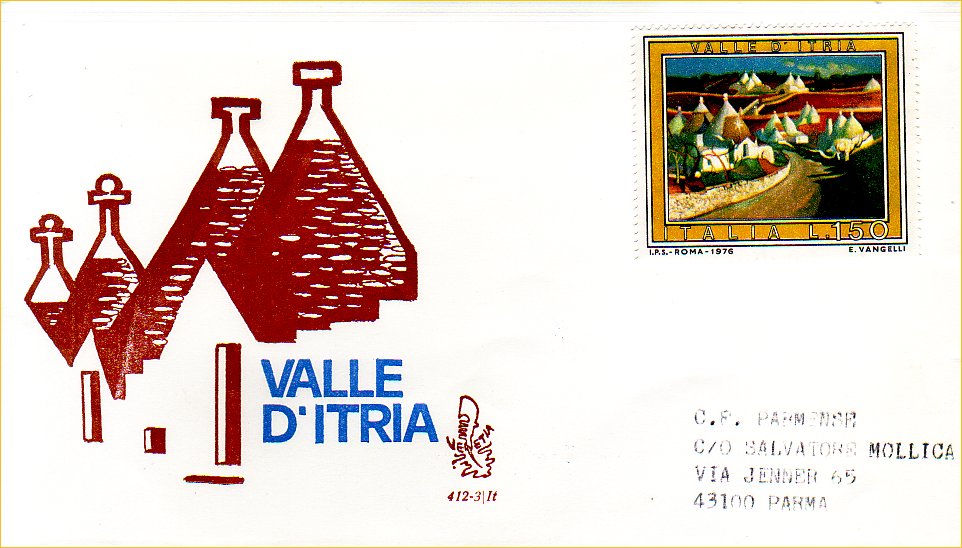 VALLE D'ITRIA
ITALIA L.150
I.P.S.-ROMA-1976 E. VANGELLI
VALLE
D'ITRIA
412-3|It
C.F. PARMENSE
C/O SALVATORE MOLLICA
VIA JENNER 65
43100 PARMA